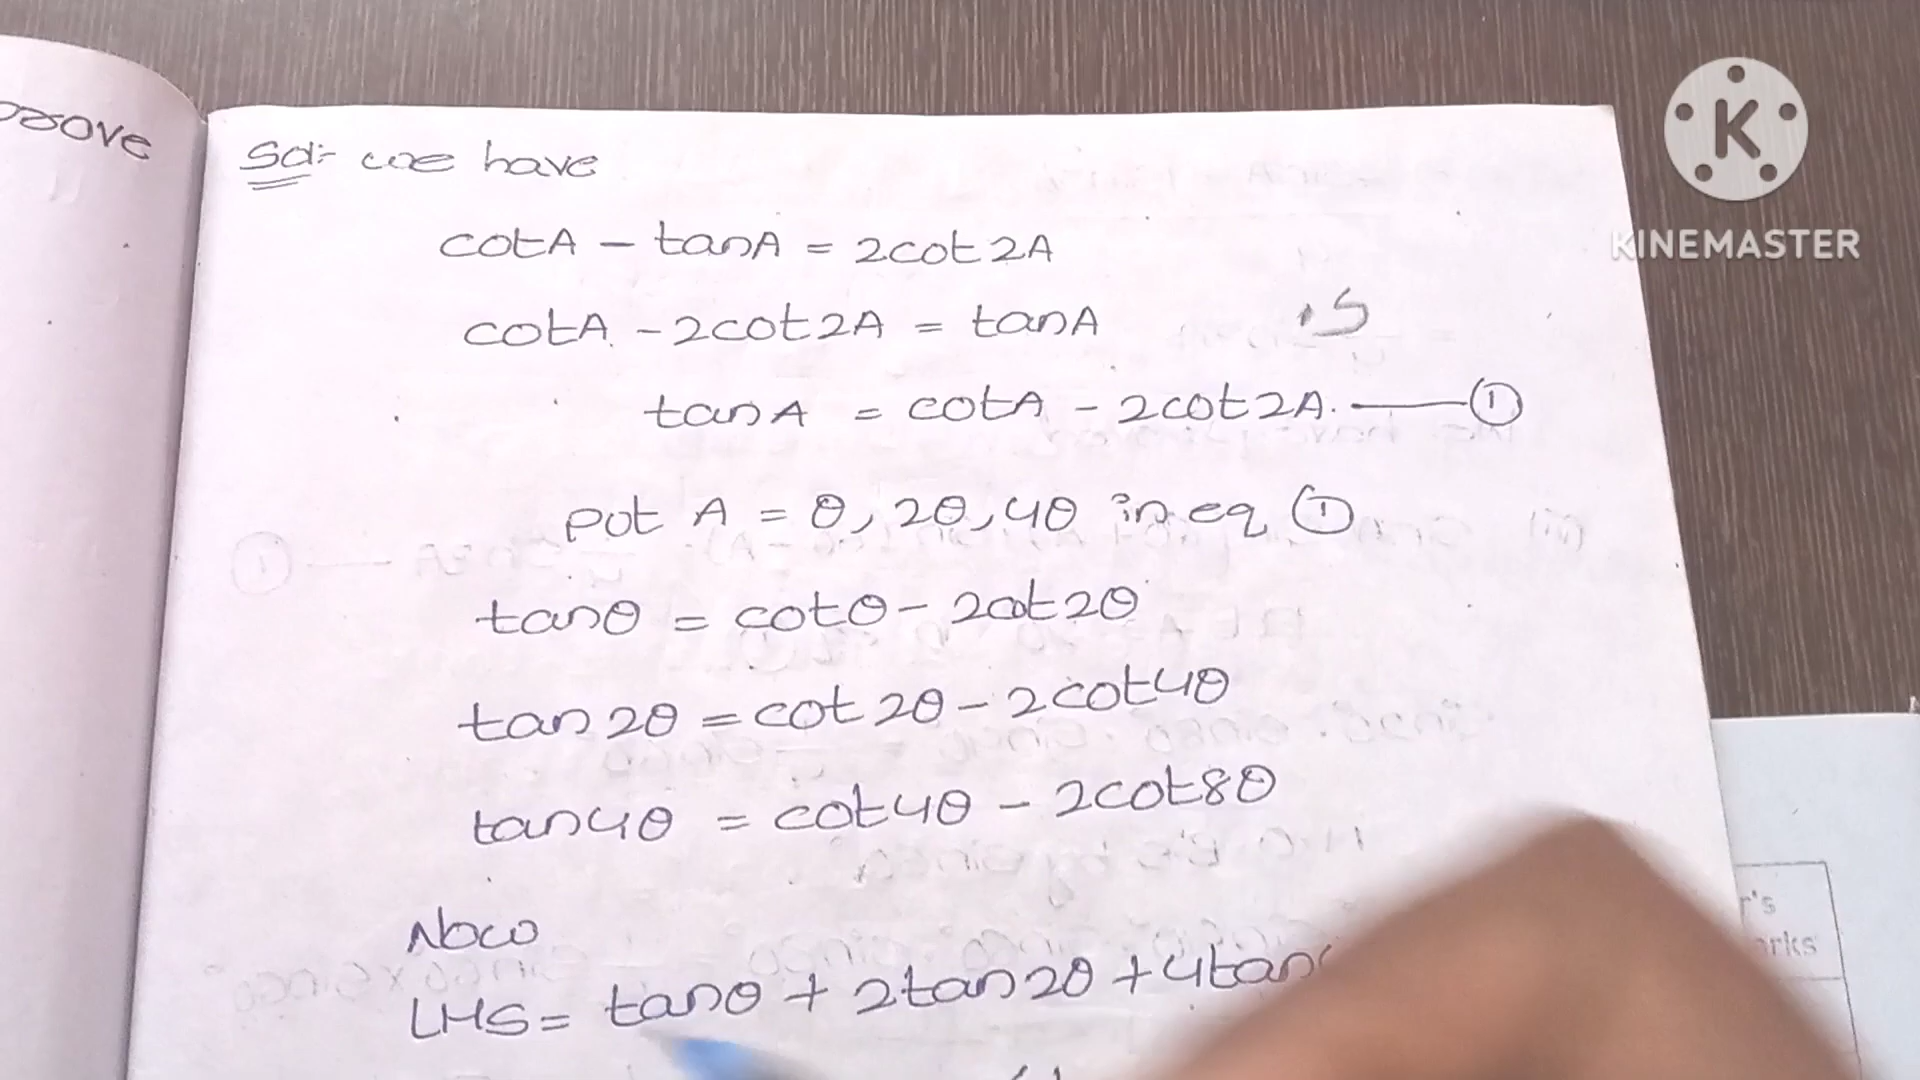 prove
Sol:- we have
cotA - tanA = 2cot2A
cotA - 2cot2A = tanA
tanA = cotA - 2cot2A. ——— ①
put A = θ, 2θ, 4θ in eq ①
tanθ = cotθ - 2cot2θ
tan2θ = cot2θ - 2cot4θ
tan4θ = cot4θ - 2cot8θ
Now
LHS = tanθ + 2tan2θ + 4tan
KINEMASTER